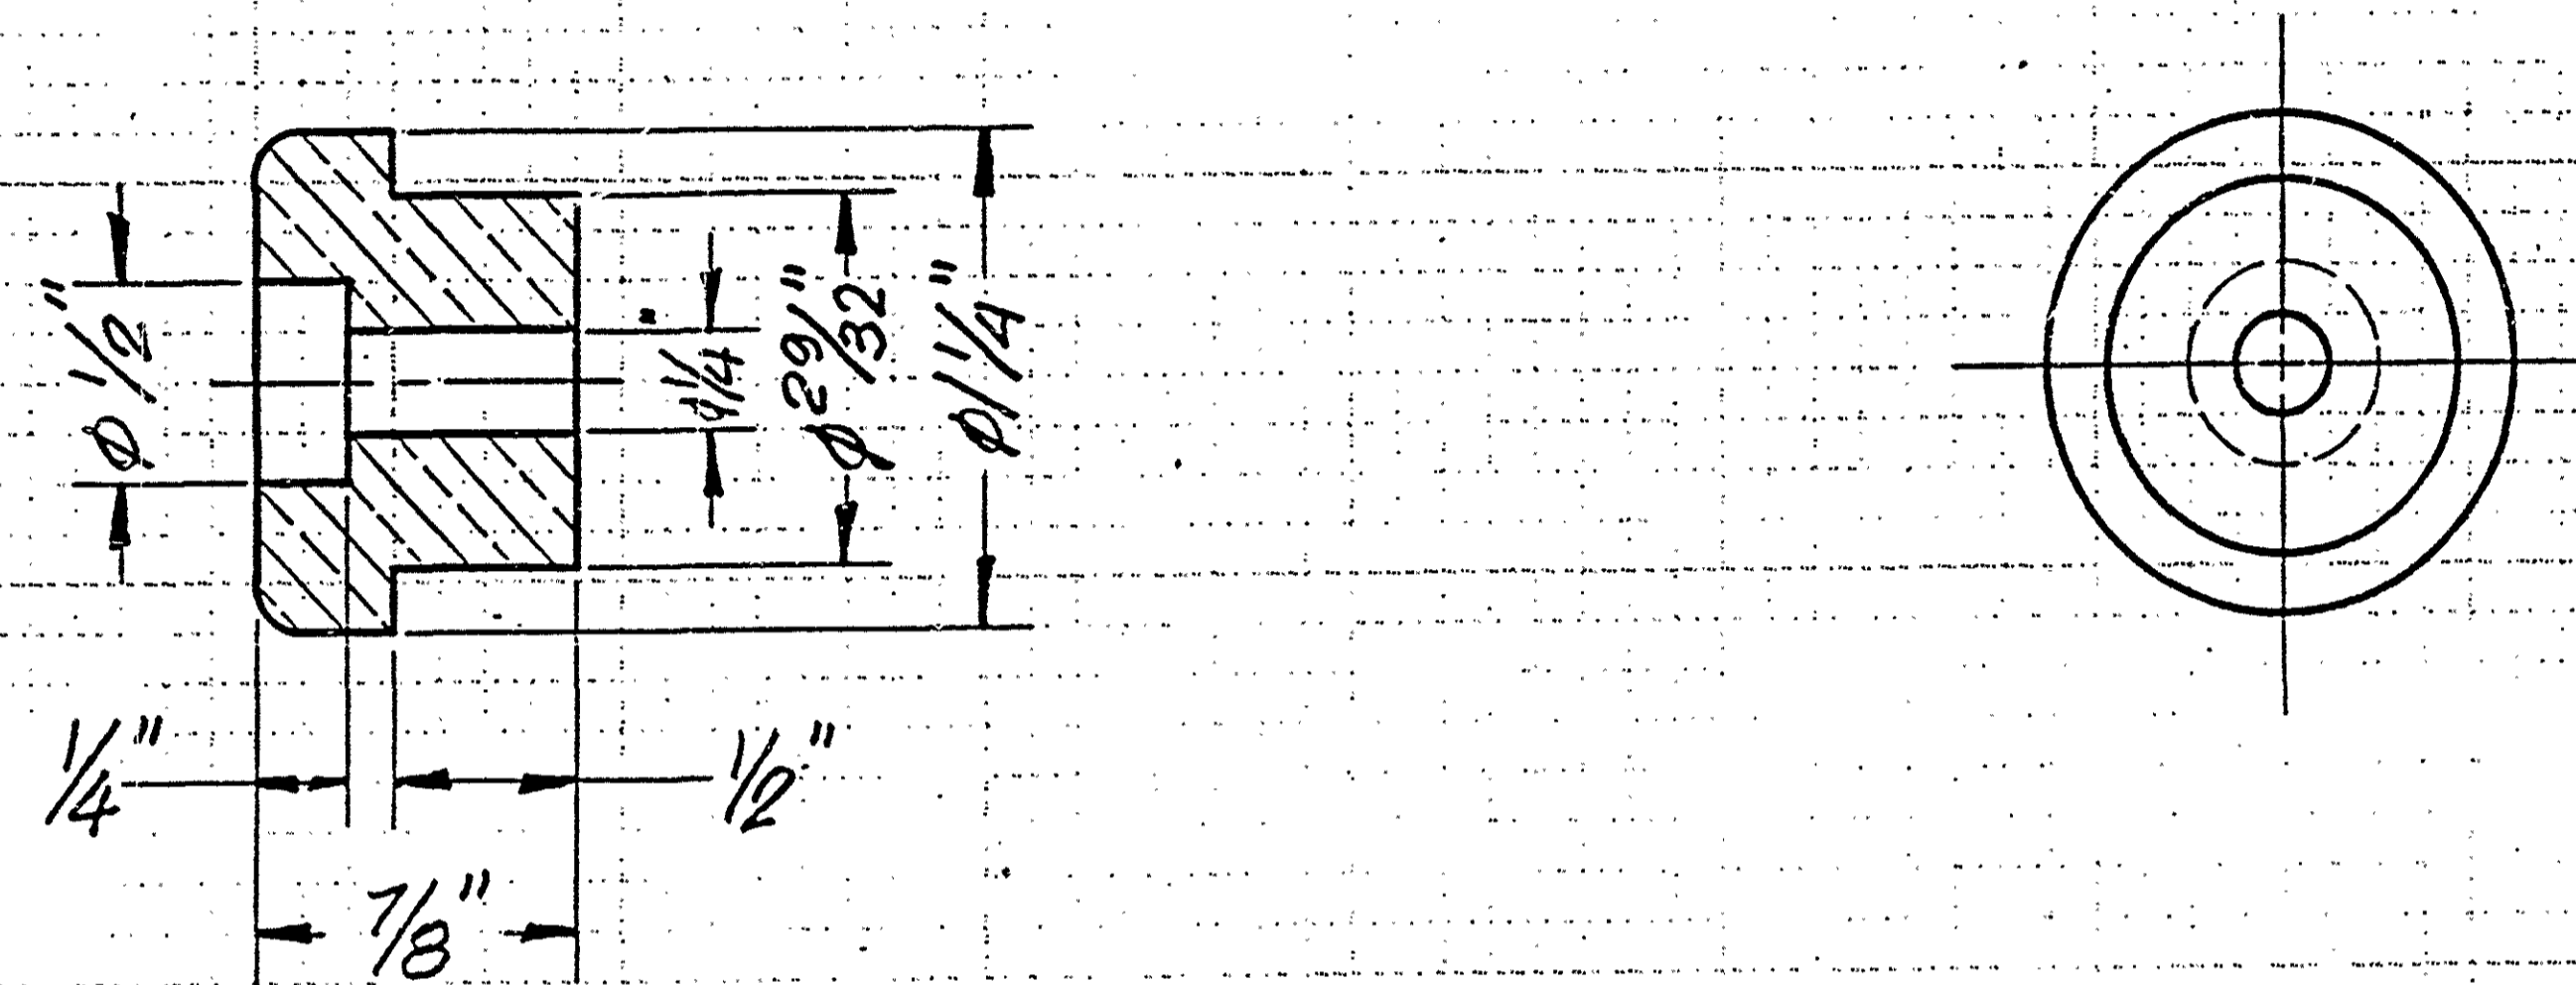 ø 1/2"
ø 1/4"
ø 29/32"
ø 1 1/4"
1/4"
1/2"
7/8"